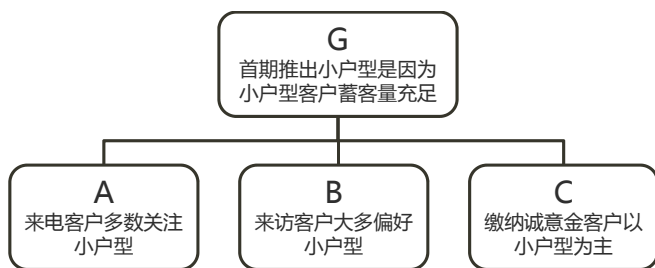 G
首期推出小户型是因为
小户型客户蓄客量充足
A
来电客户多数关注
小户型
B
来访客户大多偏好
小户型
C
缴纳诚意金客户以
小户型为主